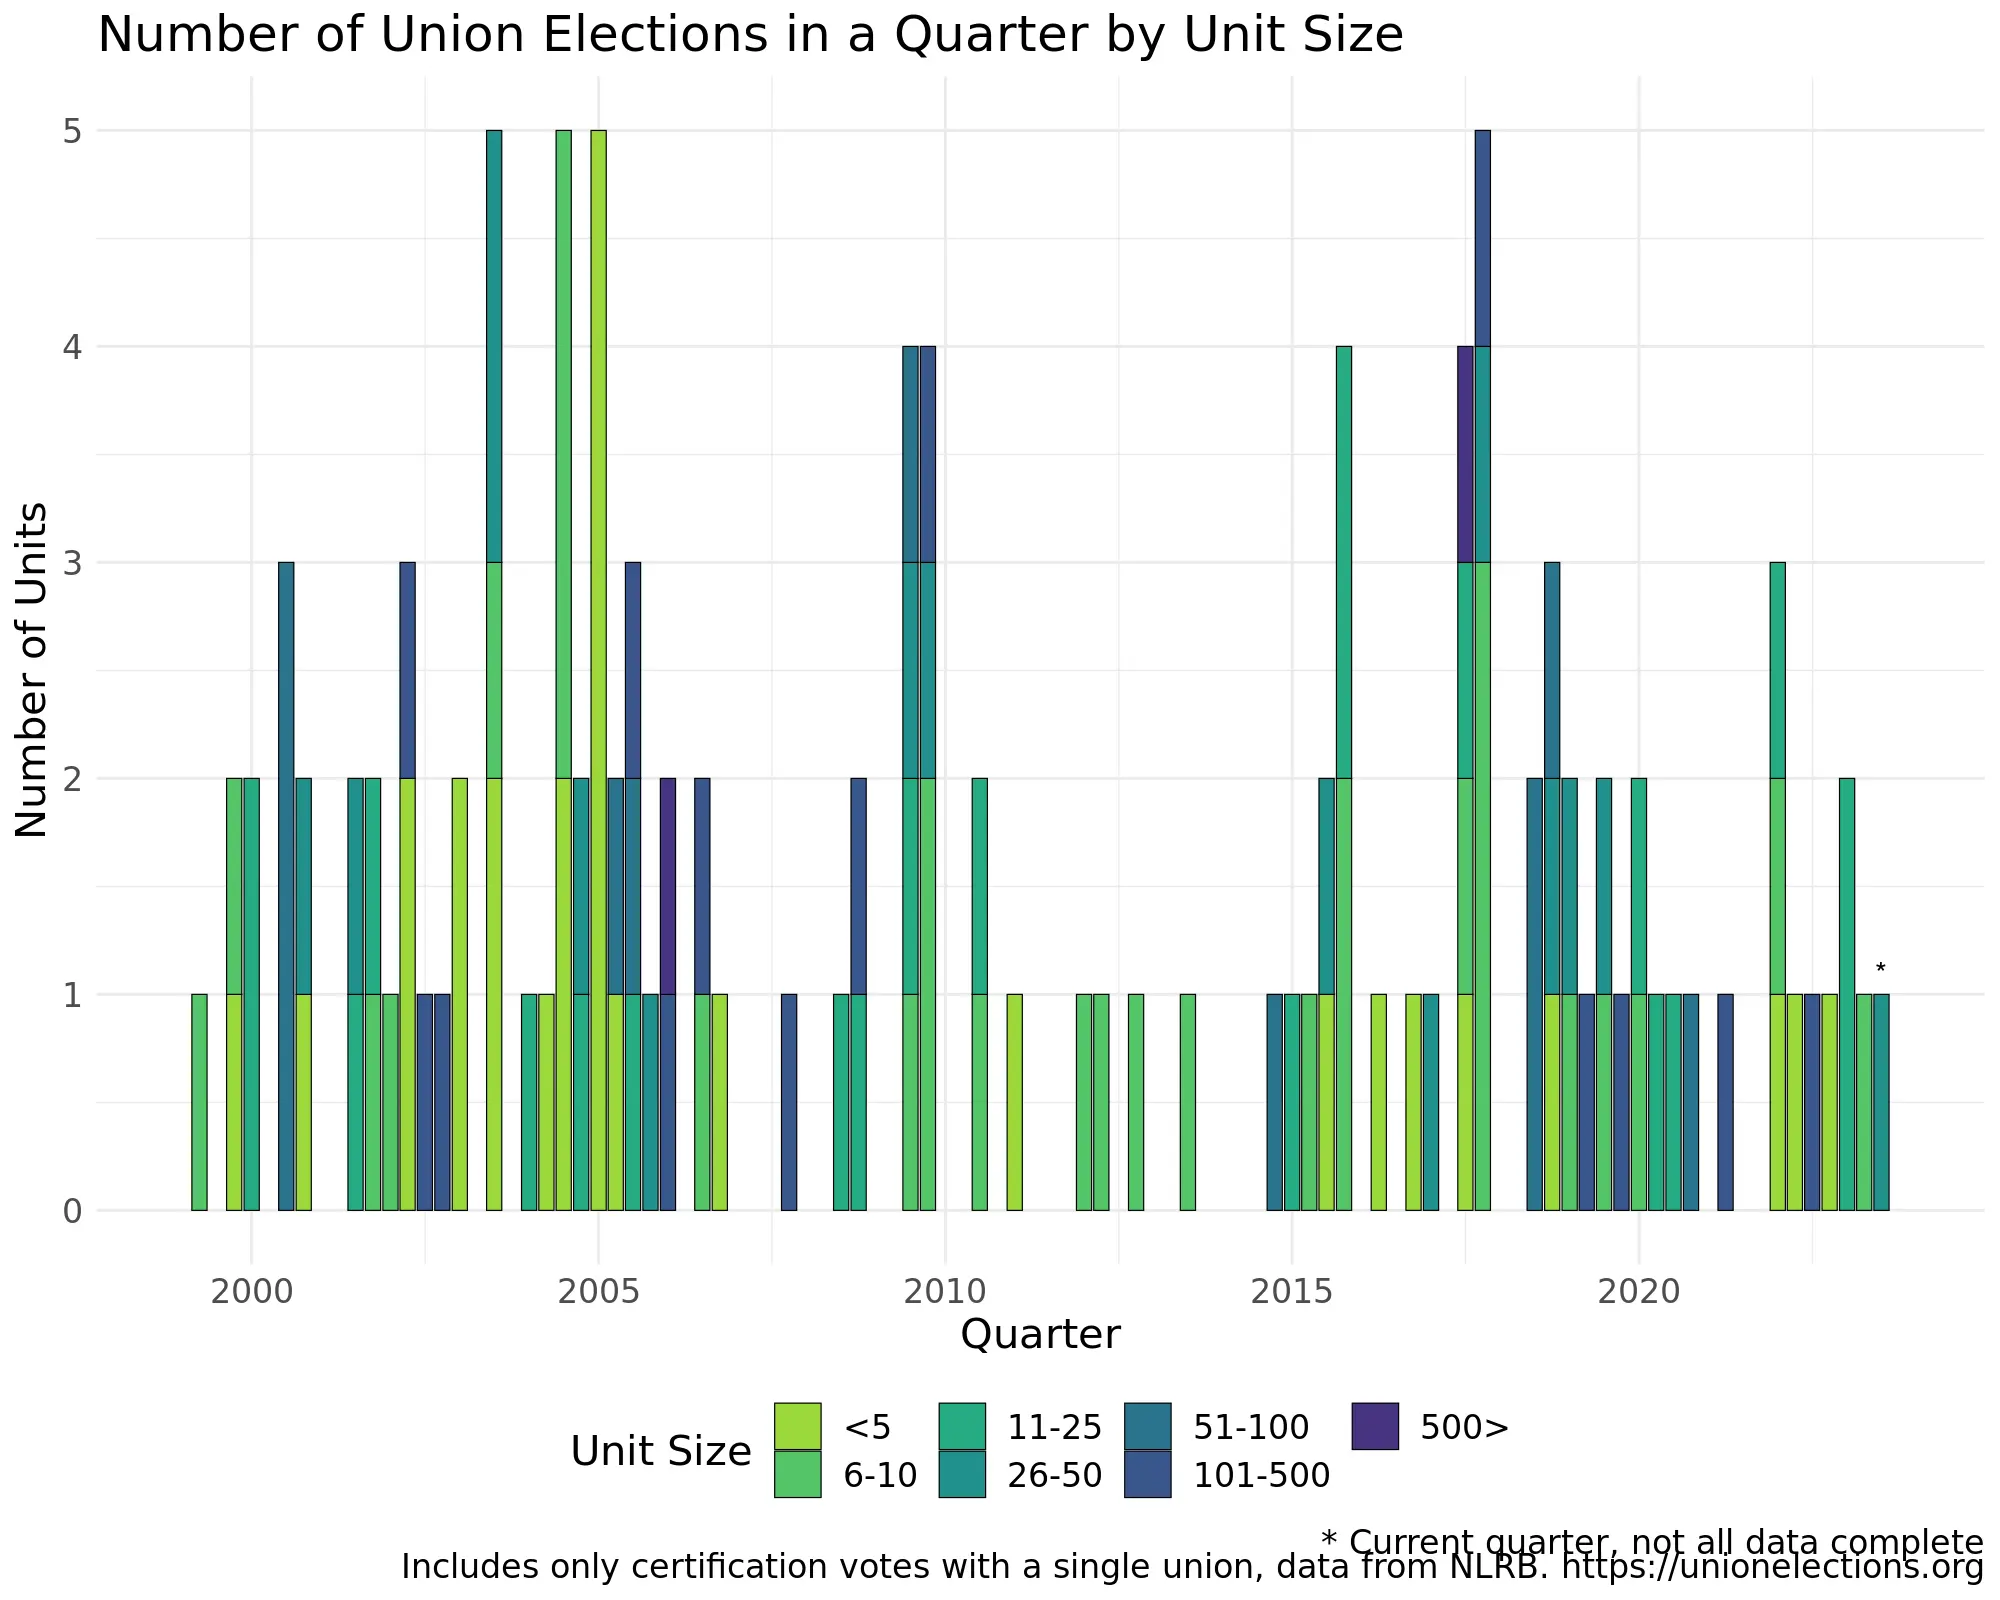 Number of Union Elections in a Quarter by Unit Size
Number of Units
5
4
3
2
1
0
*
2000 2005 2010 2015 2020
Quarter
Unit Size
<5 11-25 51-100 500>
6-10 26-50 101-500
* Current quarter, not all data complete
Includes only certification votes with a single union, data from NLRB. https://unionelections.org